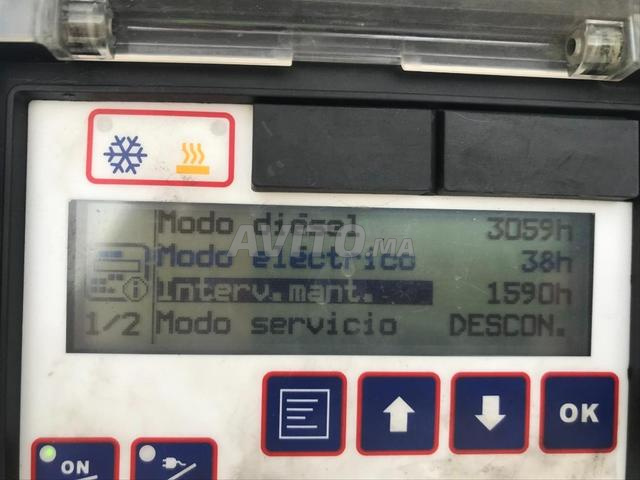 Modo diésel 3059h
Modo eléctrico 38h
Interv.mant. 1590h
1/2 Modo servicio DESCON.
AVITO.MA
OK
ON